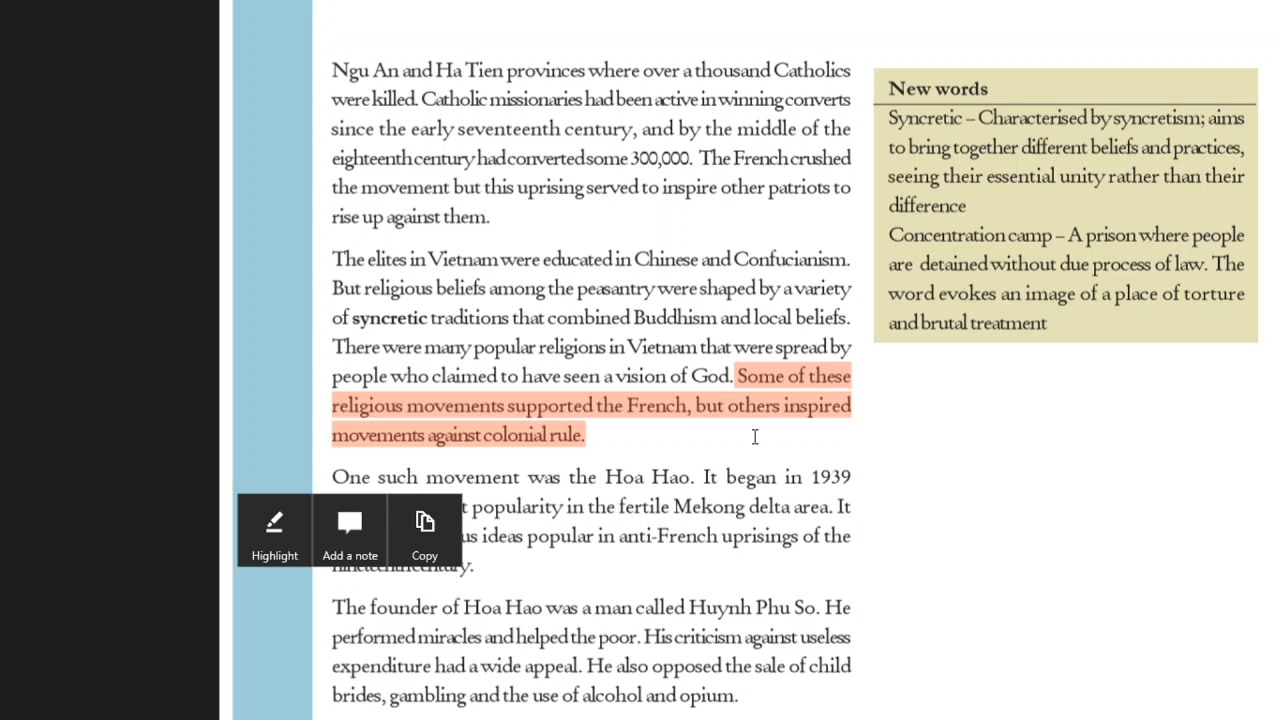 Ngu An and Ha Tien provinces where over a thousand Catholics
were killed. Catholic missionaries had been active in winning converts
since the early seventeenth century, and by the middle of the
eighteenth century had converted some 300,000. The French crushed
the movement but this uprising served to inspire other patriots to
rise up against them.
The elites in Vietnam were educated in Chinese and Confucianism.
But religious beliefs among the peasantry were shaped by a variety
of syncretic traditions that combined Buddhism and local beliefs.
There were many popular religions in Vietnam that were spread by
people who claimed to have seen a vision of God. Some of these
religious movements supported the French, but others inspired
movements against colonial rule.
One such movement was the Hoa Hao. It began in 1939
popularity in the fertile Mekong delta area. It
ideas popular in anti-French uprisings of the
The founder of Hoa Hao was a man called Huynh Phu So. He
performed miracles and helped the poor. His criticism against useless
expenditure had a wide appeal. He also opposed the sale of child
brides, gambling and the use of alcohol and opium.
Highlight
Add a note
Copy
New words
Syncretic – Characterised by syncretism; aims
to bring together different beliefs and practices,
seeing their essential unity rather than their
difference
Concentration camp – A prison where people
are detained without due process of law. The
word evokes an image of a place of torture
and brutal treatment